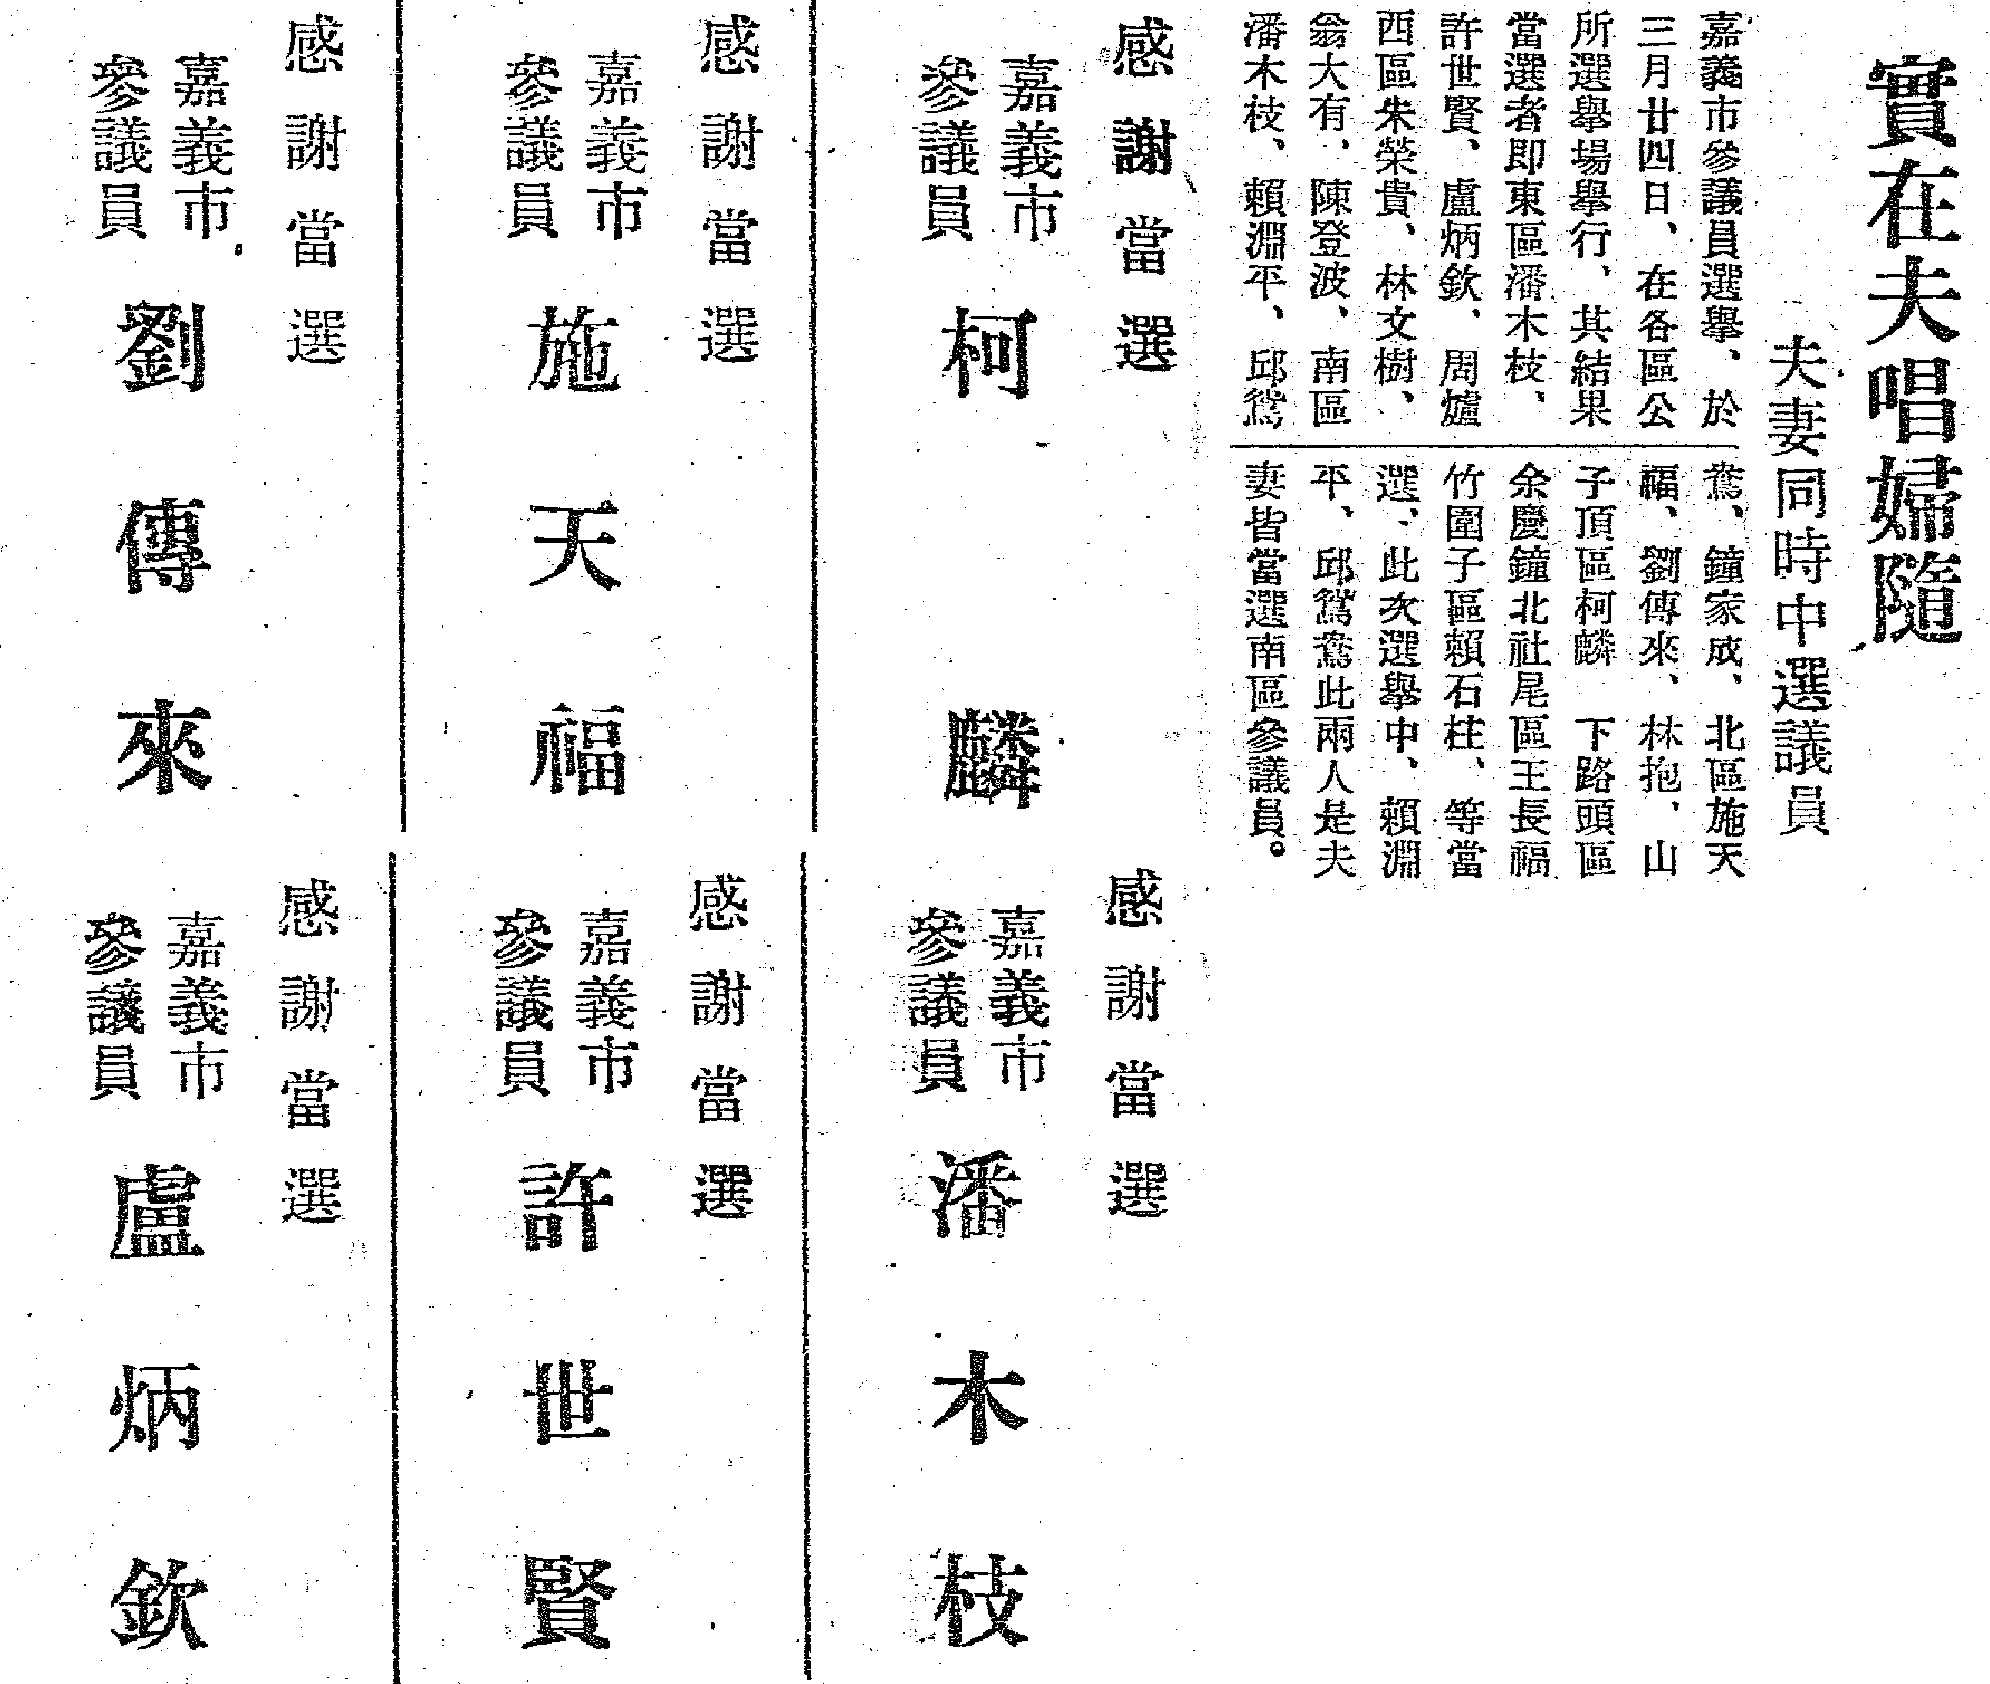 實在夫唱婦隨
夫妻同時中選議員
嘉義市參議員選舉、於
三月廿四日、在各區公
所選舉場舉行、其結果
當選者即東區潘木枝、
許世賢、盧炳欽、周爐
西區朱榮貴、林文樹、
翁大有、陳登波、南區
潘木枝、賴淵平、邱鴛
鴦、鐘家成、北區施天
福、劉傳來、林抱、山
子頂區柯麟 下路頭區
余慶鐘北社尾區王長福
竹圍子區賴石柱、等當
選、此次選舉中、賴淵
平、邱鴛鴦此兩人是夫
妻皆當選南區參議員。
感謝當選
嘉義市
參議員
柯麟
感謝當選
嘉義市
參議員
施天福
感謝當選
嘉義市
參議員
劉傳來
感謝當選
嘉義市
參議員
潘木枝
感謝當選
嘉義市
參議員
許世賢
感謝當選
嘉義市
參議員
盧炳欽